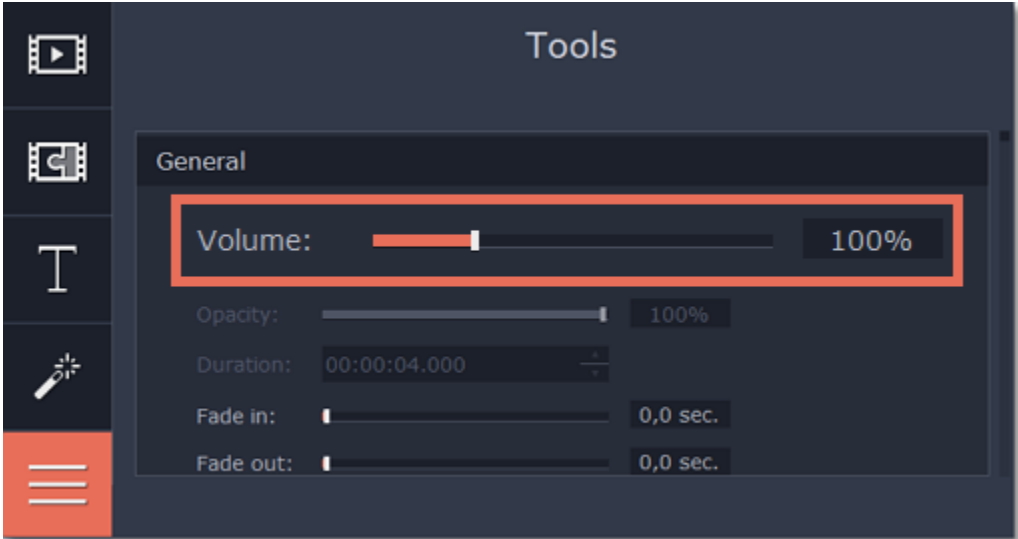 Tools
General
Volume: 100%
Opacity: 100%
Duration: 00:00:04.000
Fade in: 0,0 sec.
Fade out: 0,0 sec.